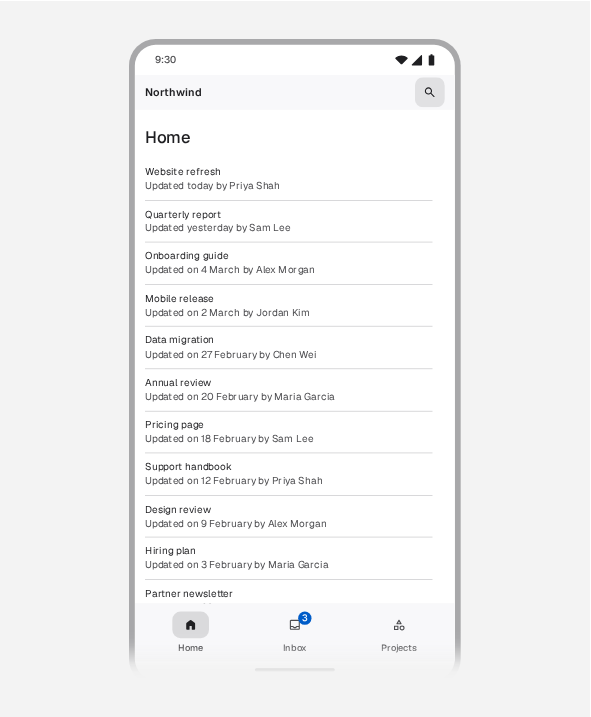 9:30
Northwind
Home
Website refresh
Updated today by Priya Shah
Quarterly report
Updated yesterday by Sam Lee
Onboarding guide
Updated on 4 March by Alex Morgan
Mobile release
Updated on 2 March by Jordan Kim
Data migration
Updated on 27 February by Chen Wei
Annual review
Updated on 20 February by Maria Garcia
Pricing page
Updated on 18 February by Sam Lee
Support handbook
Updated on 12 February by Priya Shah
Design review
Updated on 9 February by Alex Morgan
Hiring plan
Updated on 3 February by Maria Garcia
Partner newsletter
3
Home Inbox Projects